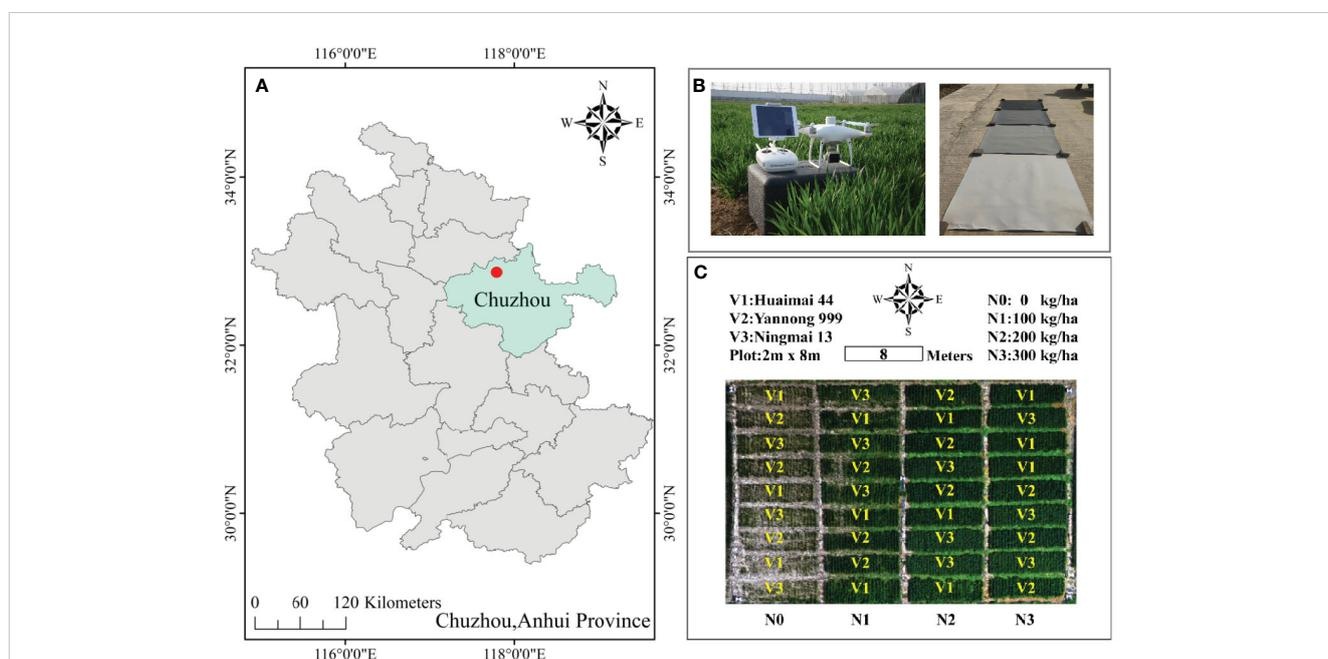 116°0'0"E
118°0'0"E
A
N
W
E
S
34°0'0"N
34°0'0"N
Chuzhou
32°0'0"N
32°0'0"N
30°0'0"N
30°0'0"N
0 60 120 Kilometers
Chuzhou,Anhui Province
116°0'0"E
118°0'0"E
B
C
N
W
E
S
V1:Huaimai 44
V2:Yannong 999
V3:Ningmai 13
Plot:2m x 8m
8 Meters
N0: 0 kg/ha
N1:100 kg/ha
N2:200 kg/ha
N3:300 kg/ha
V1 V3 V2 V1
V2 V1 V1 V3
V3 V3 V2 V1
V2 V2 V3 V1
V1 V3 V2 V2
V3 V1 V1 V3
V2 V2 V3 V2
V1 V2 V3 V3
V3 V1 V1 V2
N0 N1 N2 N3